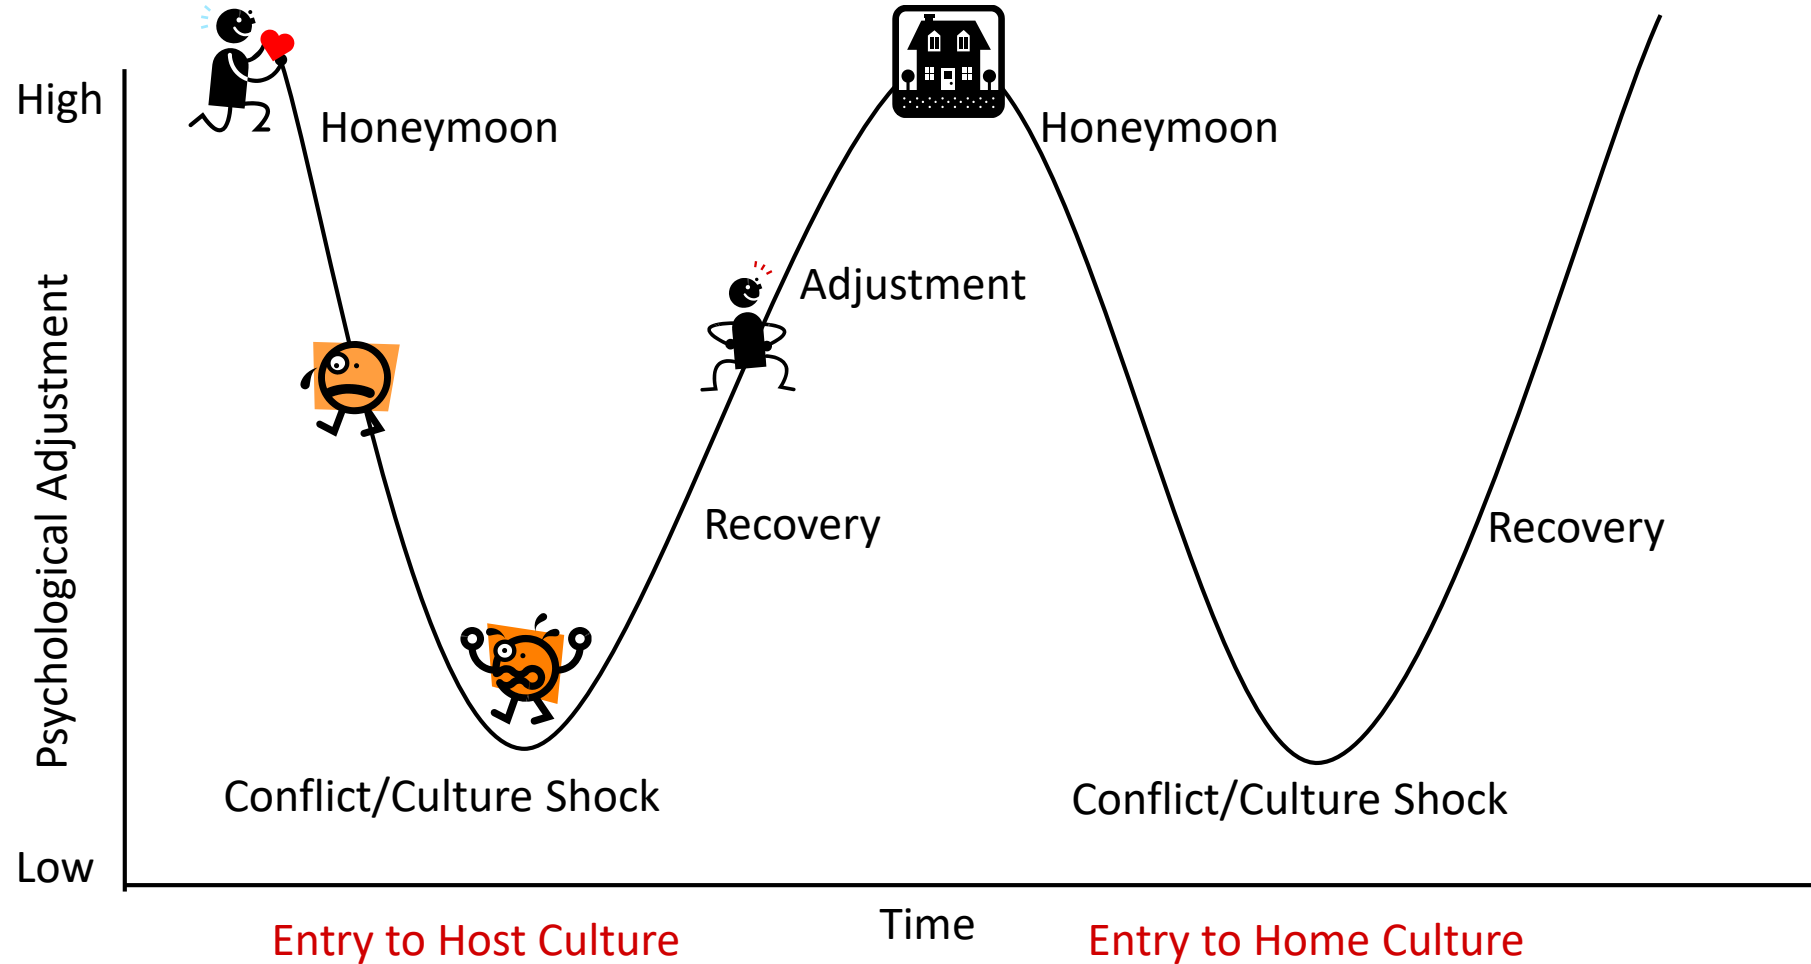 High
Honeymoon
Honeymoon
Adjustment
Psychological Adjustment
Recovery
Recovery
Conflict/Culture Shock
Conflict/Culture Shock
Low
Time
Entry to Host Culture
Entry to Home Culture